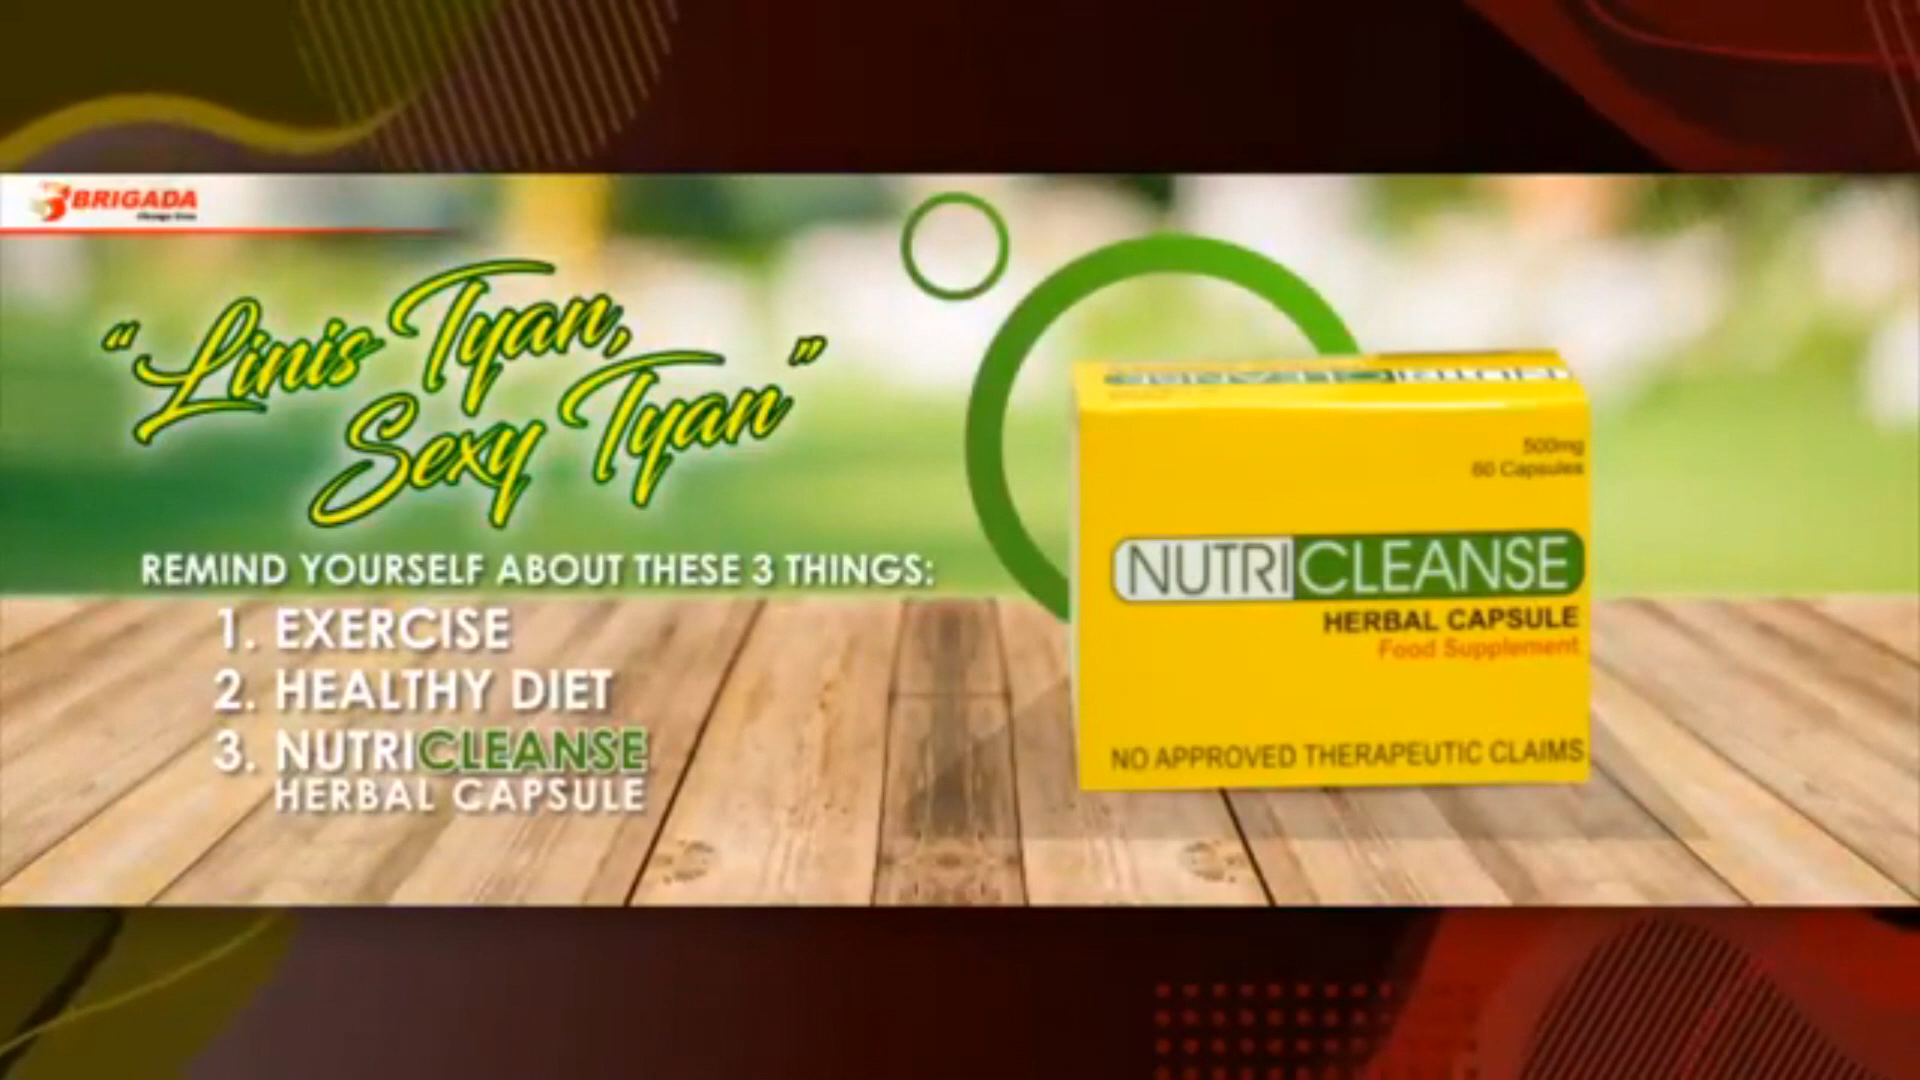 BRIGADA
"Linis Tyan,
Sexy Tyan"
REMIND YOURSELF ABOUT THESE 3 THINGS:
1. EXERCISE
2. HEALTHY DIET
3. NUTRICLEANSE
HERBAL CAPSULE
NUTRICLEANSE
500mg
60 Capsules
NUTRICLEANSE
HERBAL CAPSULE
Food Supplement
NO APPROVED THERAPEUTIC CLAIMS